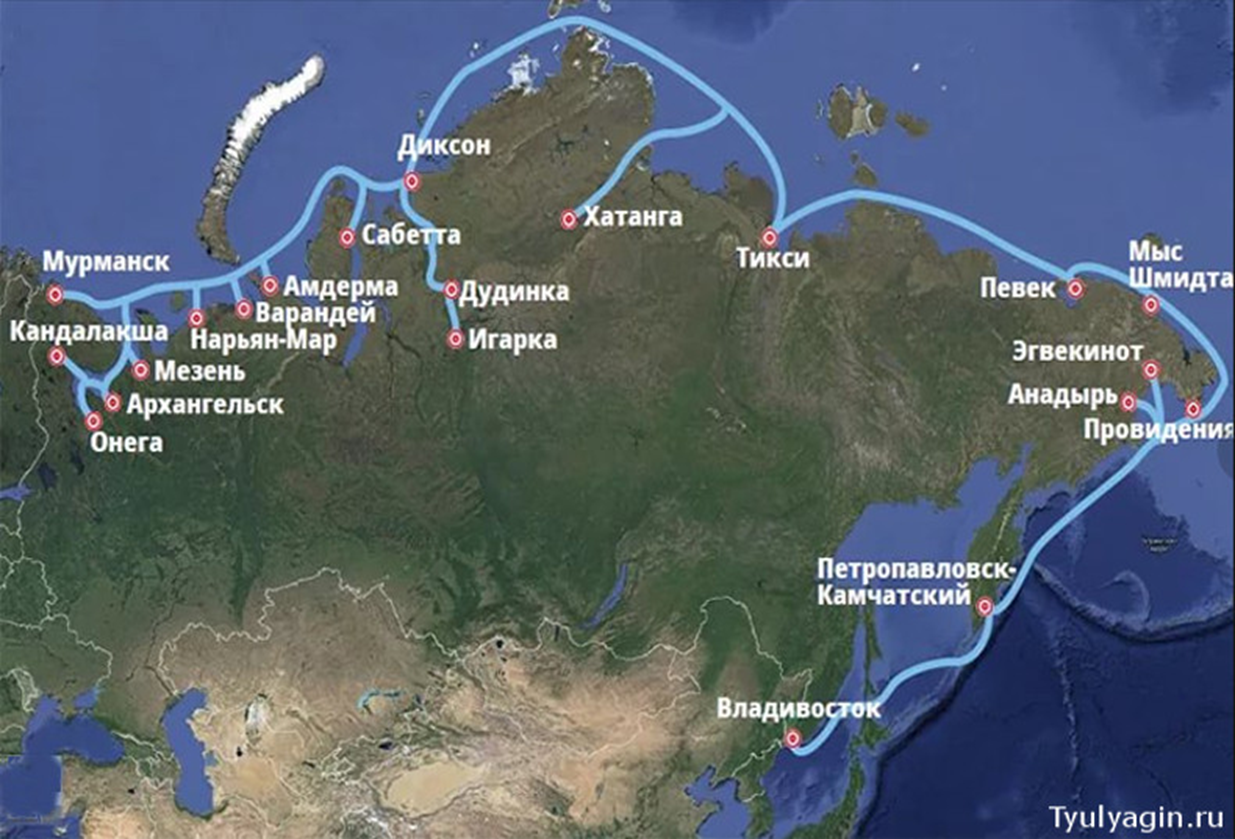 Диксон
Сабетта
Хатанга
Тикси
Мыс
Шмидта
Мурманск
Амдерма
Дудинка
Певек
Варандей
Кандалакша
Нарьян-Мар
Игарка
Эгвекинот
Мезень
Анадырь
Архангельск
Провидения
Онега
Петропавловск-
Камчатский
Владивосток
Tyulyagin.ru